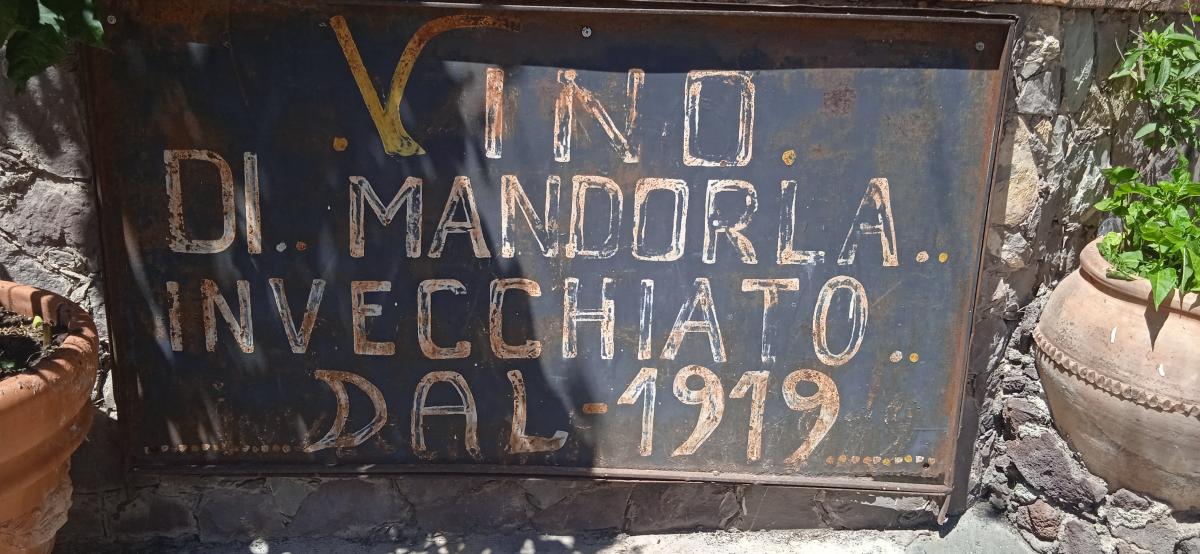 VINO
DI.. MANDORLA..
INVECCHIATO..
DAL-1919